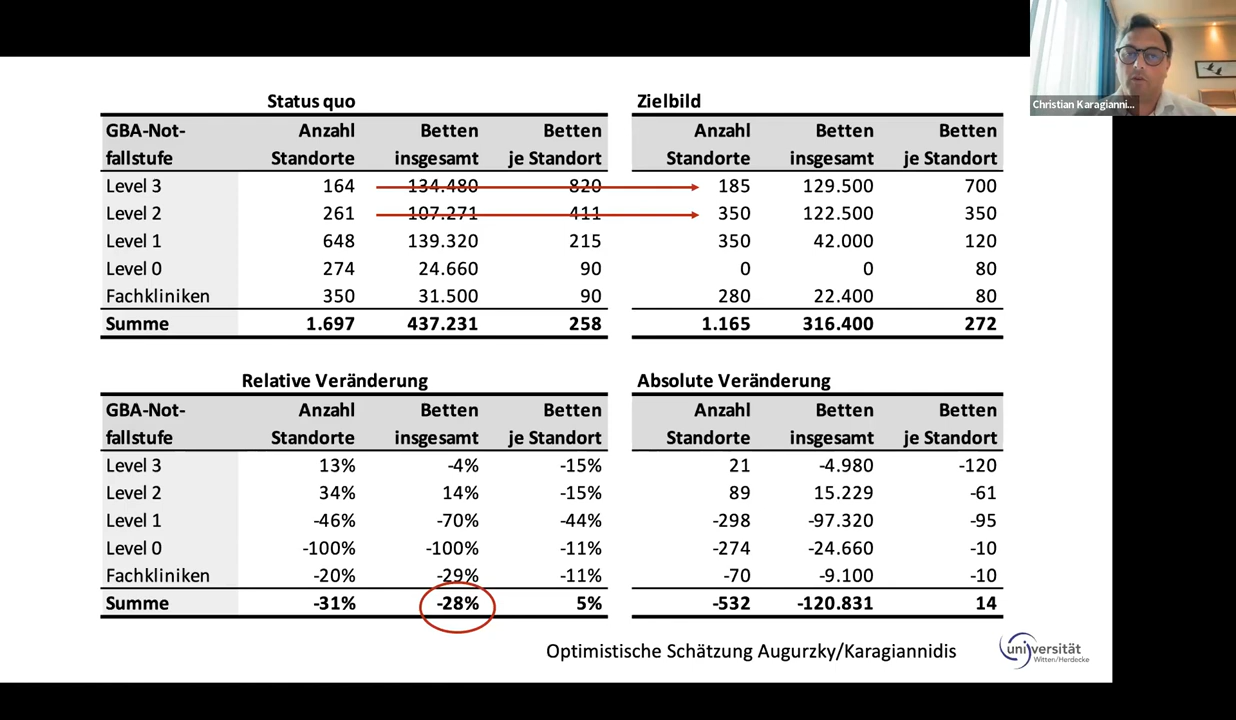 Christian Karagianni...
Status quo Zielbild
GBA-Not- Anzahl Betten Betten Anzahl Betten Betten
fallstufe Standorte insgesamt je Standort Standorte insgesamt je Standort
Level 3 164 134.480 820 185 129.500 700
Level 2 261 107.271 411 350 122.500 350
Level 1 648 139.320 215 350 42.000 120
Level 0 274 24.660 90 0 0 80
Fachkliniken 350 31.500 90 280 22.400 80
Summe 1.697 437.231 258 1.165 316.400 272
Relative Veränderung Absolute Veränderung
GBA-Not- Anzahl Betten Betten Anzahl Betten Betten
fallstufe Standorte insgesamt je Standort Standorte insgesamt je Standort
Level 3 13% -4% -15% 21 -4.980 -120
Level 2 34% 14% -15% 89 15.229 -61
Level 1 -46% -70% -44% -298 -97.320 -95
Level 0 -100% -100% -11% -274 -24.660 -10
Fachkliniken -20% -29% -11% -70 -9.100 -10
Summe -31% -28% 5% -532 -120.831 14
Optimistische Schätzung Augurzky/Karagiannidis
universität
Witten/Herdecke